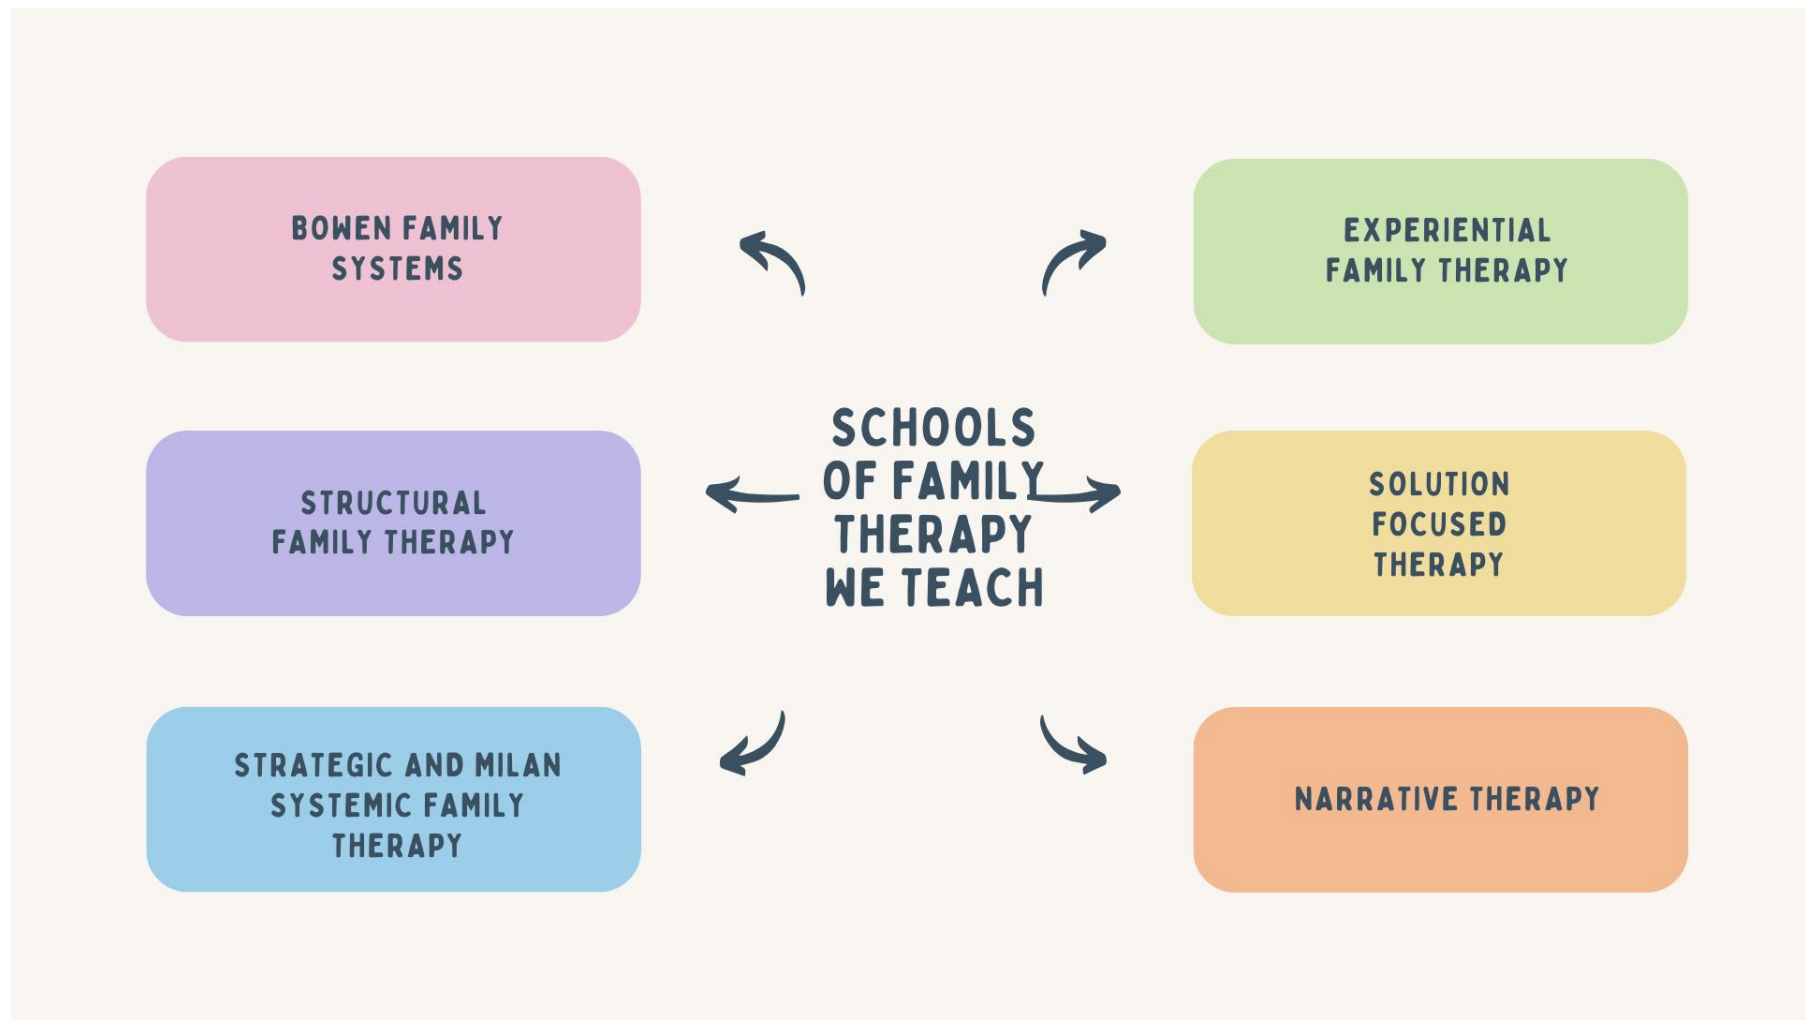 BOWEN FAMILY
SYSTEMS
STRUCTURAL
FAMILY THERAPY
STRATEGIC AND MILAN
SYSTEMIC FAMILY
THERAPY
SCHOOLS
OF FAMILY
THERAPY
WE TEACH
EXPERIENTIAL
FAMILY THERAPY
SOLUTION
FOCUSED
THERAPY
NARRATIVE THERAPY